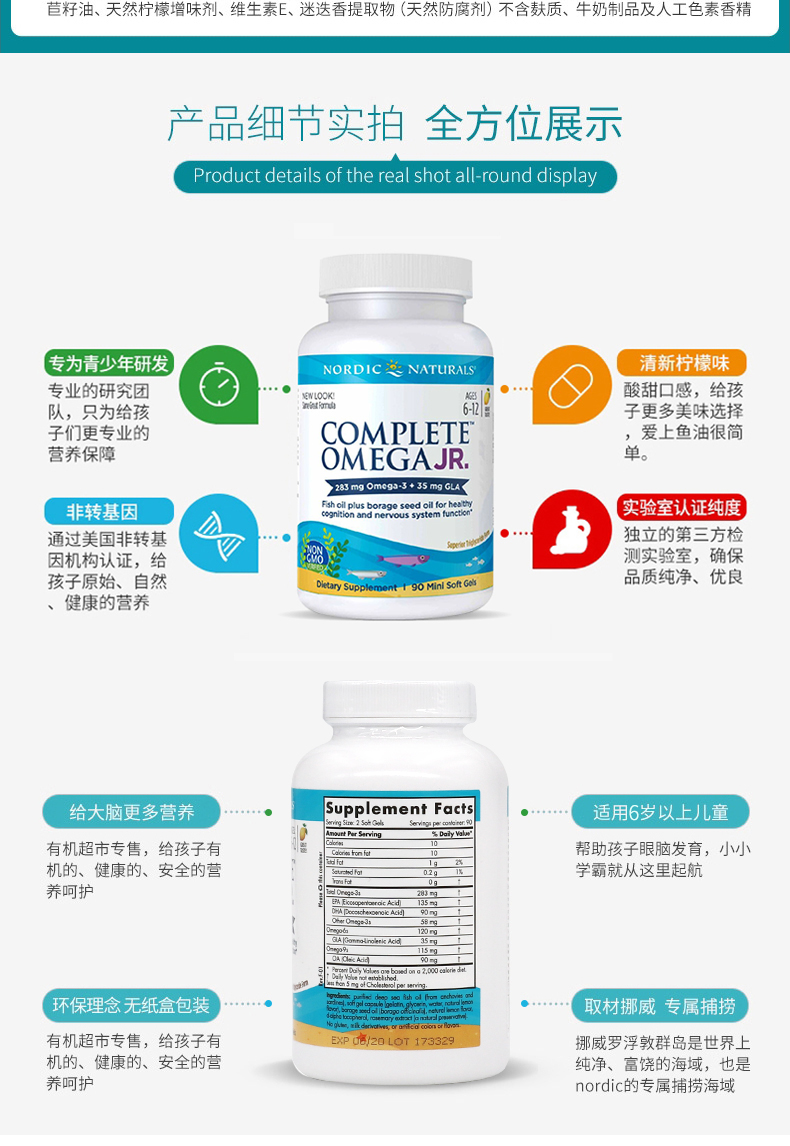 苣籽油、天然柠檬增味剂、维生素E、迷迭香提取物（天然防腐剂）不含麸质、牛奶制品及人工色素香精
产品细节实拍 全方位展示
Product details of the real shot all-round display
专为青少年研发
专业的研究团
队，只为给孩
子们更专业的
营养保障
非转基因
通过美国非转基
因机构认证，给
孩子原始、自然
、健康的营养
NORDIC NATURALS
NEW LOOK!
Same Great Formula
AGES
6-12
COMPLETE™
OMEGA JR.
283 mg Omega-3 + 35 mg GLA
Fish oil plus borage seed oil for healthy
cognition and nervous system function*
NON
GMO
VERIFIED
Dietary Supplement | 90 Mini Soft Gels
清新柠檬味
酸甜口感，给孩
子更多美味选择
，爱上鱼油很简
单。
实验室认证纯度
独立的第三方检
测实验室，确保
品质纯净、优良
给大脑更多营养
有机超市专售，给孩子有
机的、健康的、安全的营
养呵护
环保理念 无纸盒包装
有机超市专售，给孩子有
机的、健康的、安全的营
养呵护
Supplement Facts
Serving Size: 2 Soft Gels Servings per container: 90
Amount Per Serving % Daily Value*
Calories 10
Calories from Fat 10
Total Fat 1 g 2%
Saturated Fat 0.2 g 1%
Trans Fat 0 g †
Total Omega-3s 283 mg †
EPA (Eicosapentaenoic Acid) 135 mg †
DHA (Docosahexaenoic Acid) 90 mg †
Other Omega-3s 58 mg †
Omega-6s 120 mg †
GLA (Gamma-Linolenic Acid) 35 mg †
Omega-9s 115 mg †
OA (Oleic Acid) 90 mg †
* Percent Daily Values are based on a 2,000 calorie diet.
† Daily Value not established.
Less than 5 mg of Cholesterol per serving.
Ingredients: purified deep sea fish oil (from anchovies and
sardines), soft gel capsule (gelatin, glycerin, water, natural lemon
flavor), borage seed oil (borago officinalis), natural lemon flavor,
d-alpha tocopherol, rosemary extract (a natural preservative).
No gluten, milk derivatives, or artificial colors or flavors.
EXP 06/20 LOT 173329
适用6岁以上儿童
帮助孩子眼脑发育，小小
学霸就从这里起航
取材挪威 专属捕捞
挪威罗浮敦群岛是世界上
纯净、富饶的海域，也是
nordic的专属捕捞海域